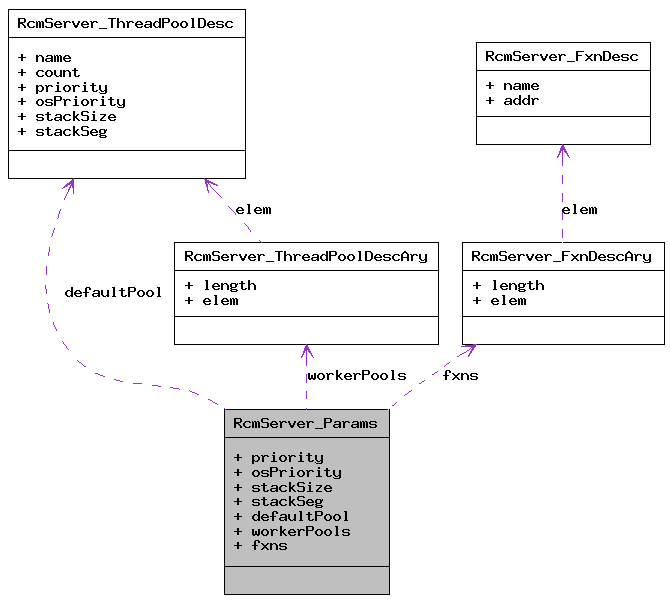 RcmServer_ThreadPoolDesc
+ name
+ count
+ priority
+ osPriority
+ stackSize
+ stackSeg
RcmServer_FxnDesc
+ name
+ addr
elem
elem
RcmServer_ThreadPoolDescAry
+ length
+ elem
RcmServer_FxnDescAry
+ length
+ elem
defaultPool
workerPools
fxns
RcmServer_Params
+ priority
+ osPriority
+ stackSize
+ stackSeg
+ defaultPool
+ workerPools
+ fxns